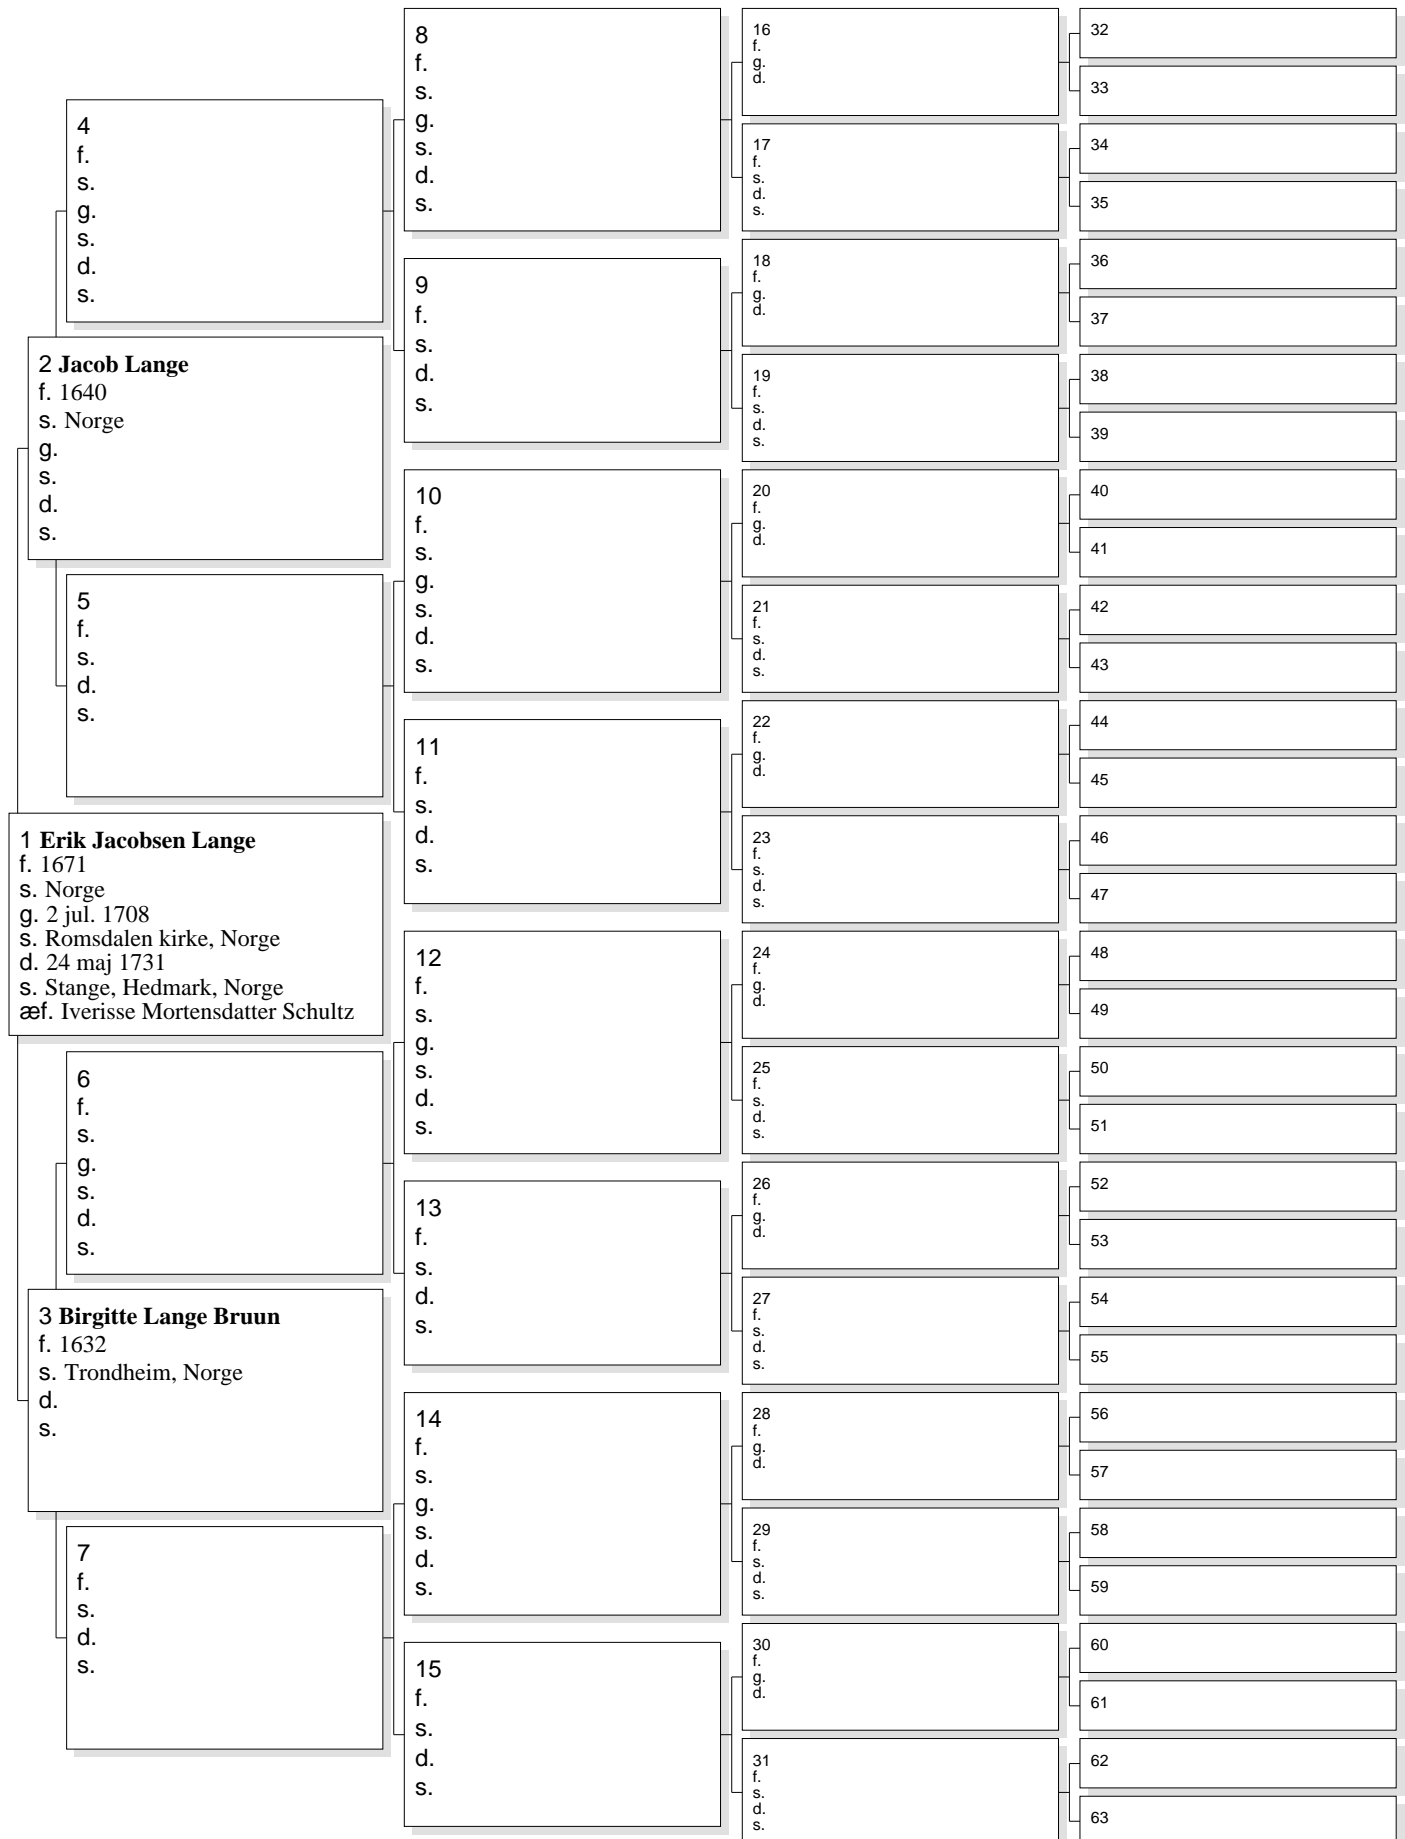 4
f.
s.
g.
s.
d.
s.
2 Jacob Lange
f. 1640
s. Norge
g.
s.
d.
s.
5
f.
s.
d.
s.
1 Erik Jacobsen Lange
f. 1671
s. Norge
g. 2 jul. 1708
s. Romsdalen kirke, Norge
d. 24 maj 1731
s. Stange, Hedmark, Norge
æf. Iverisse Mortensdatter Schultz
6
f.
s.
g.
s.
d.
s.
3 Birgitte Lange Bruun
f. 1632
s. Trondheim, Norge
d.
s.
7
f.
s.
d.
s.
8
f.
s.
g.
s.
d.
s.
9
f.
s.
d.
s.
10
f.
s.
g.
s.
d.
s.
11
f.
s.
d.
s.
12
f.
s.
g.
s.
d.
s.
13
f.
s.
d.
s.
14
f.
s.
g.
s.
d.
s.
15
f.
s.
d.
s.
16
f.
g.
d.
17
f.
s.
d.
s.
18
f.
g.
d.
19
f.
s.
d.
s.
20
f.
g.
d.
21
f.
s.
d.
s.
22
f.
g.
d.
23
f.
s.
d.
s.
24
f.
g.
d.
25
f.
s.
d.
s.
26
f.
g.
d.
27
f.
s.
d.
s.
28
f.
g.
d.
29
f.
s.
d.
s.
30
f.
g.
d.
31
f.
s.
d.
s.
32
33
34
35
36
37
38
39
40
41
42
43
44
45
46
47
48
49
50
51
52
53
54
55
56
57
58
59
60
61
62
63